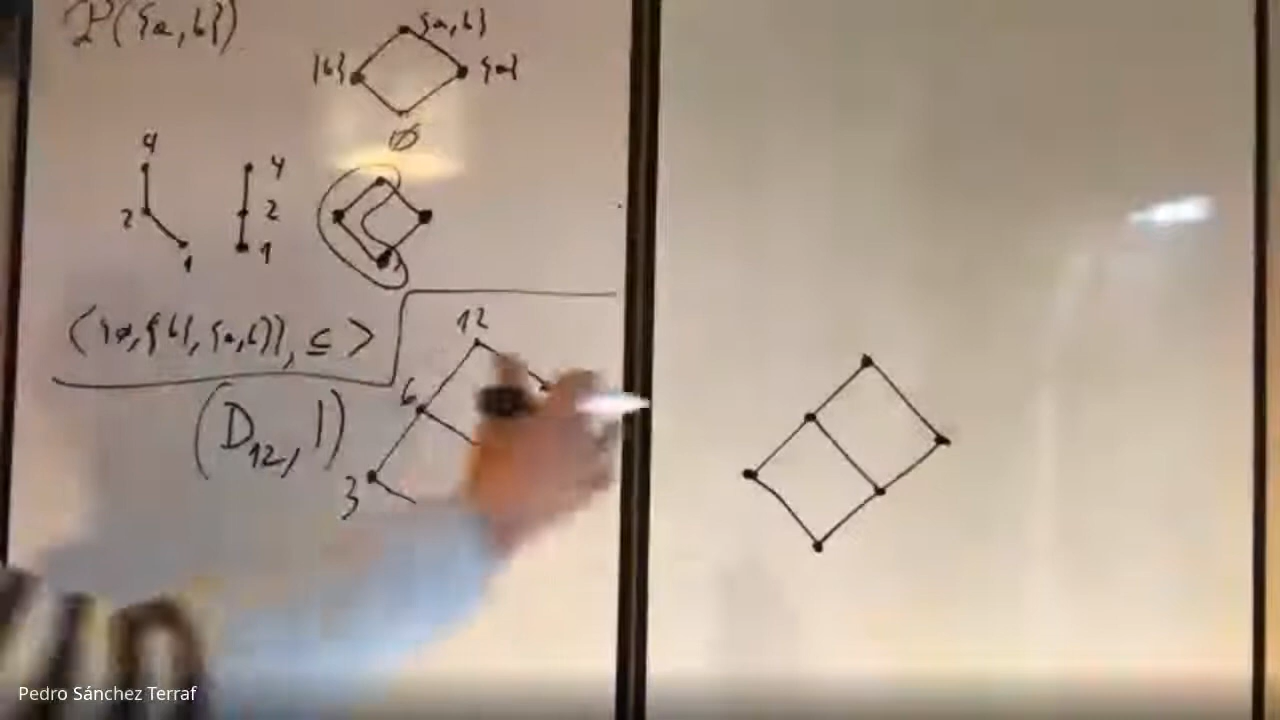 P({a,b})
{a,b}
{b} {a}
∅
4 4
2 2
1 1
⟨{∅,{b},{a,b}},⊆⟩
12
6
(D₁₂,|)
3
Pedro Sánchez Terraf